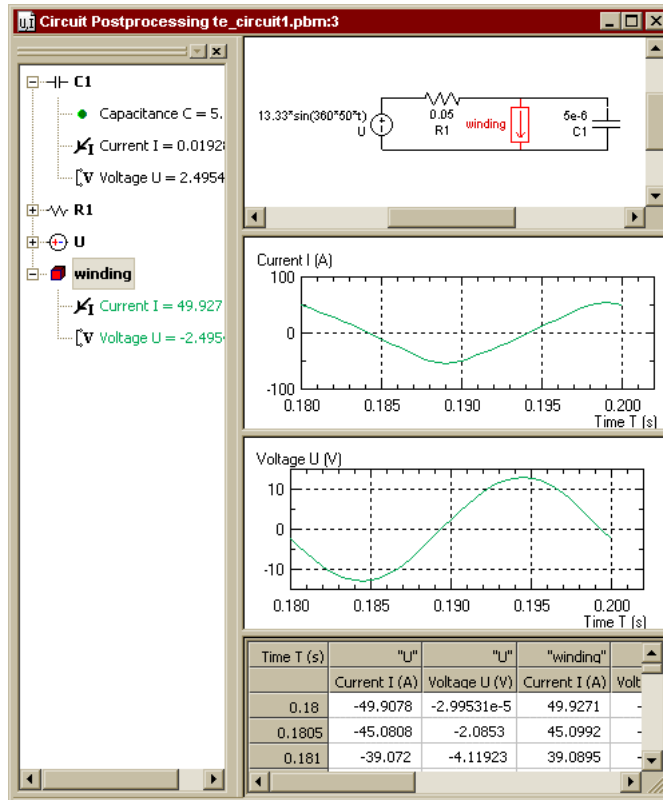 Circuit Postprocessing te_circuit1.pbm:3
C1
Capacitance C = 5.
Current I = 0.01928
Voltage U = 2.4954
R1
U
winding
Current I = 49.927
Voltage U = -2.4954
13.33*sin(360*50*t)
U
0.05
R1
winding
5e-6
C1
Current I (A)
100
0
-100
0.180 0.185 0.190 0.195 0.200
Time T (s)
Voltage U (V)
10
0
-10
0.180 0.185 0.190 0.195 0.200
Time T (s)
Time T (s) "U" "U" "winding"
Current I (A) Voltage U (V) Current I (A) Volt
0.18 -49.9078 -2.99531e-5 49.9271 -
0.1805 -45.0808 -2.0853 45.0992 -
0.181 -39.072 -4.11923 39.0895 -